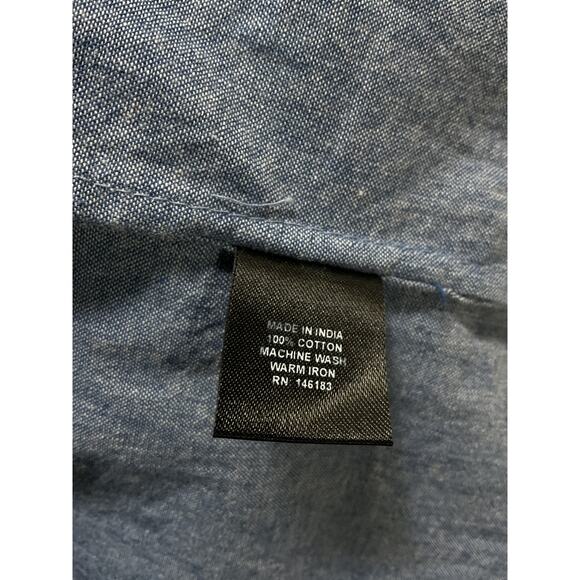 MADE IN INDIA
100% COTTON
MACHINE WASH
WARM IRON
RN: 146183